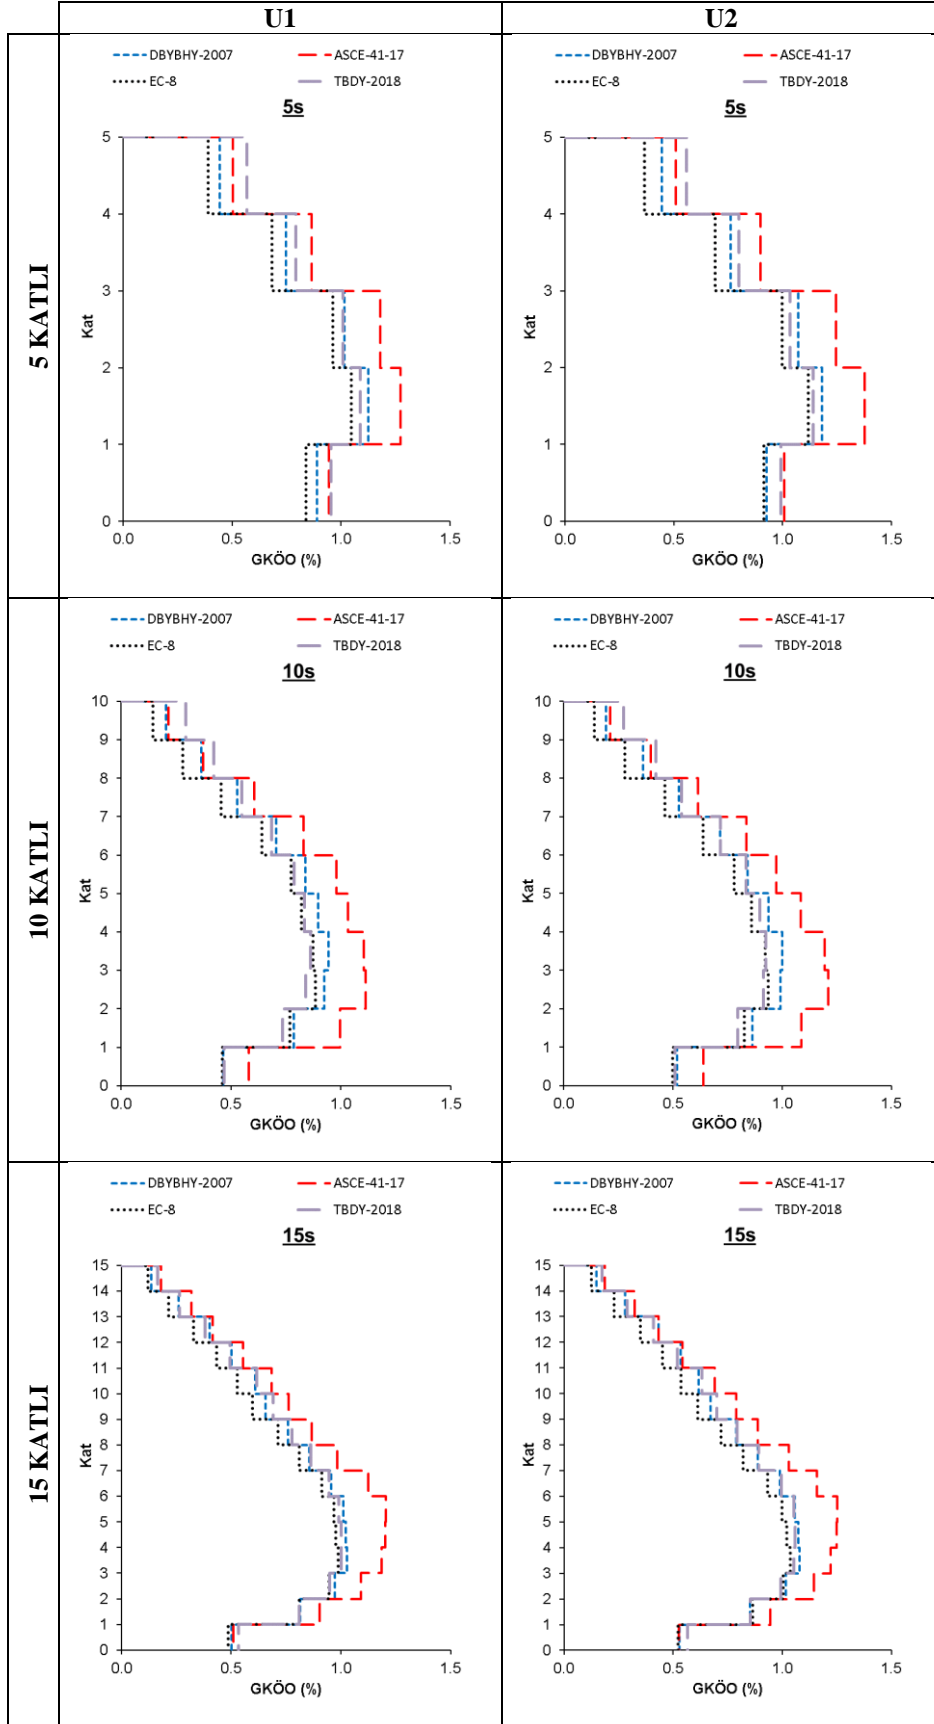 U1 U2
5 KATLI
DBYBHY-2007 ASCE-41-17
EC-8 TBDY-2018
5s
5
4
3
2
1
0
Kat
0.0 0.5 1.0 1.5
GKÖO (%)
DBYBHY-2007 ASCE-41-17
EC-8 TBDY-2018
5s
5
4
3
2
1
0
Kat
0.0 0.5 1.0 1.5
GKÖO (%)
10 KATLI
DBYBHY-2007 ASCE-41-17
EC-8 TBDY-2018
10s
10
9
8
7
6
5
4
3
2
1
0
Kat
0.0 0.5 1.0 1.5
GKÖO (%)
DBYBHY-2007 ASCE-41-17
EC-8 TBDY-2018
10s
10
9
8
7
6
5
4
3
2
1
0
Kat
0.0 0.5 1.0 1.5
GKÖO (%)
15 KATLI
DBYBHY-2007 ASCE-41-17
EC-8 TBDY-2018
15s
15
14
13
12
11
10
9
8
7
6
5
4
3
2
1
0
Kat
0.0 0.5 1.0 1.5
GKÖO (%)
DBYBHY-2007 ASCE-41-17
EC-8 TBDY-2018
15s
15
14
13
12
11
10
9
8
7
6
5
4
3
2
1
0
Kat
0.0 0.5 1.0 1.5
GKÖO (%)